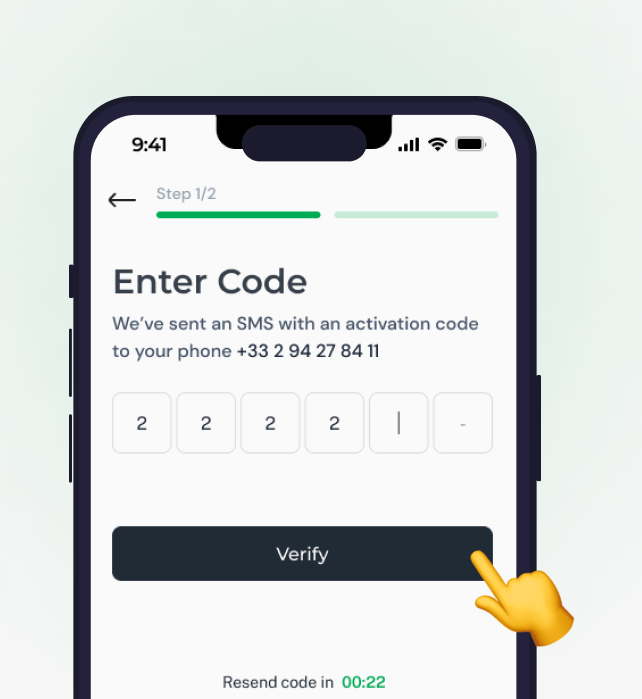 9:41
Step 1/2
Enter Code
We’ve sent an SMS with an activation code
to your phone +33 2 94 27 84 11
2 2 2 2 -
Verify
Resend code in 00:22